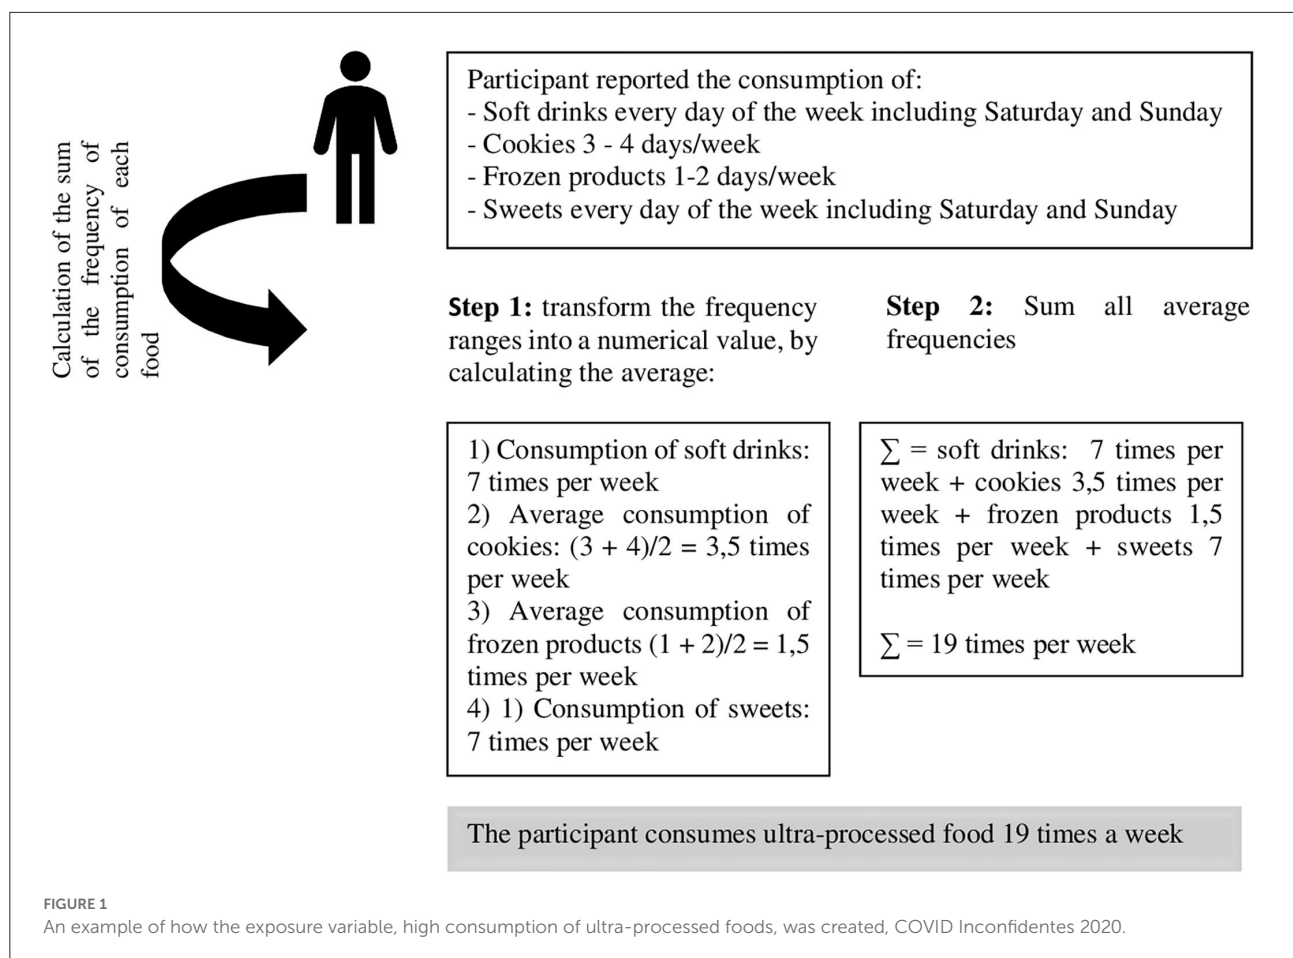 Calculation of the sum
of the frequency of
consumption of each
food
Participant reported the consumption of:
- Soft drinks every day of the week including Saturday and Sunday
- Cookies 3 - 4 days/week
- Frozen products 1-2 days/week
- Sweets every day of the week including Saturday and Sunday
Step 1: transform the frequency
ranges into a numerical value, by
calculating the average:
Step 2: Sum all average
frequencies
1) Consumption of soft drinks:
7 times per week
2) Average consumption of
cookies: (3 + 4)/2 = 3,5 times
per week
3) Average consumption of
frozen products (1 + 2)/2 = 1,5
times per week
4) 1) Consumption of sweets:
7 times per week
∑ = soft drinks: 7 times per
week + cookies 3,5 times per
week + frozen products 1,5
times per week + sweets 7
times per week
∑ = 19 times per week
The participant consumes ultra-processed food 19 times a week
FIGURE 1
An example of how the exposure variable, high consumption of ultra-processed foods, was created, COVID Inconfidentes 2020.